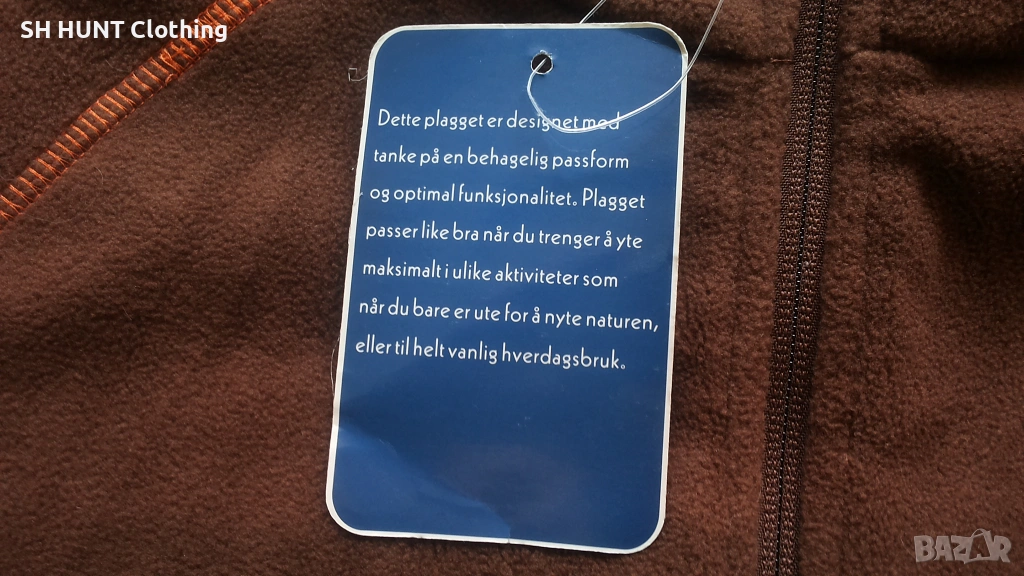 SH HUNT Clothing
Dette plagget er designet med
tanke på en behagelig passform
og optimal funksjonalitet. Plagget
passer like bra når du trenger å yte
maksimalt i ulike aktiviteter som
når du bare er ute for å nyte naturen,
eller til helt vanlig hverdagsbruk.
BAZAR